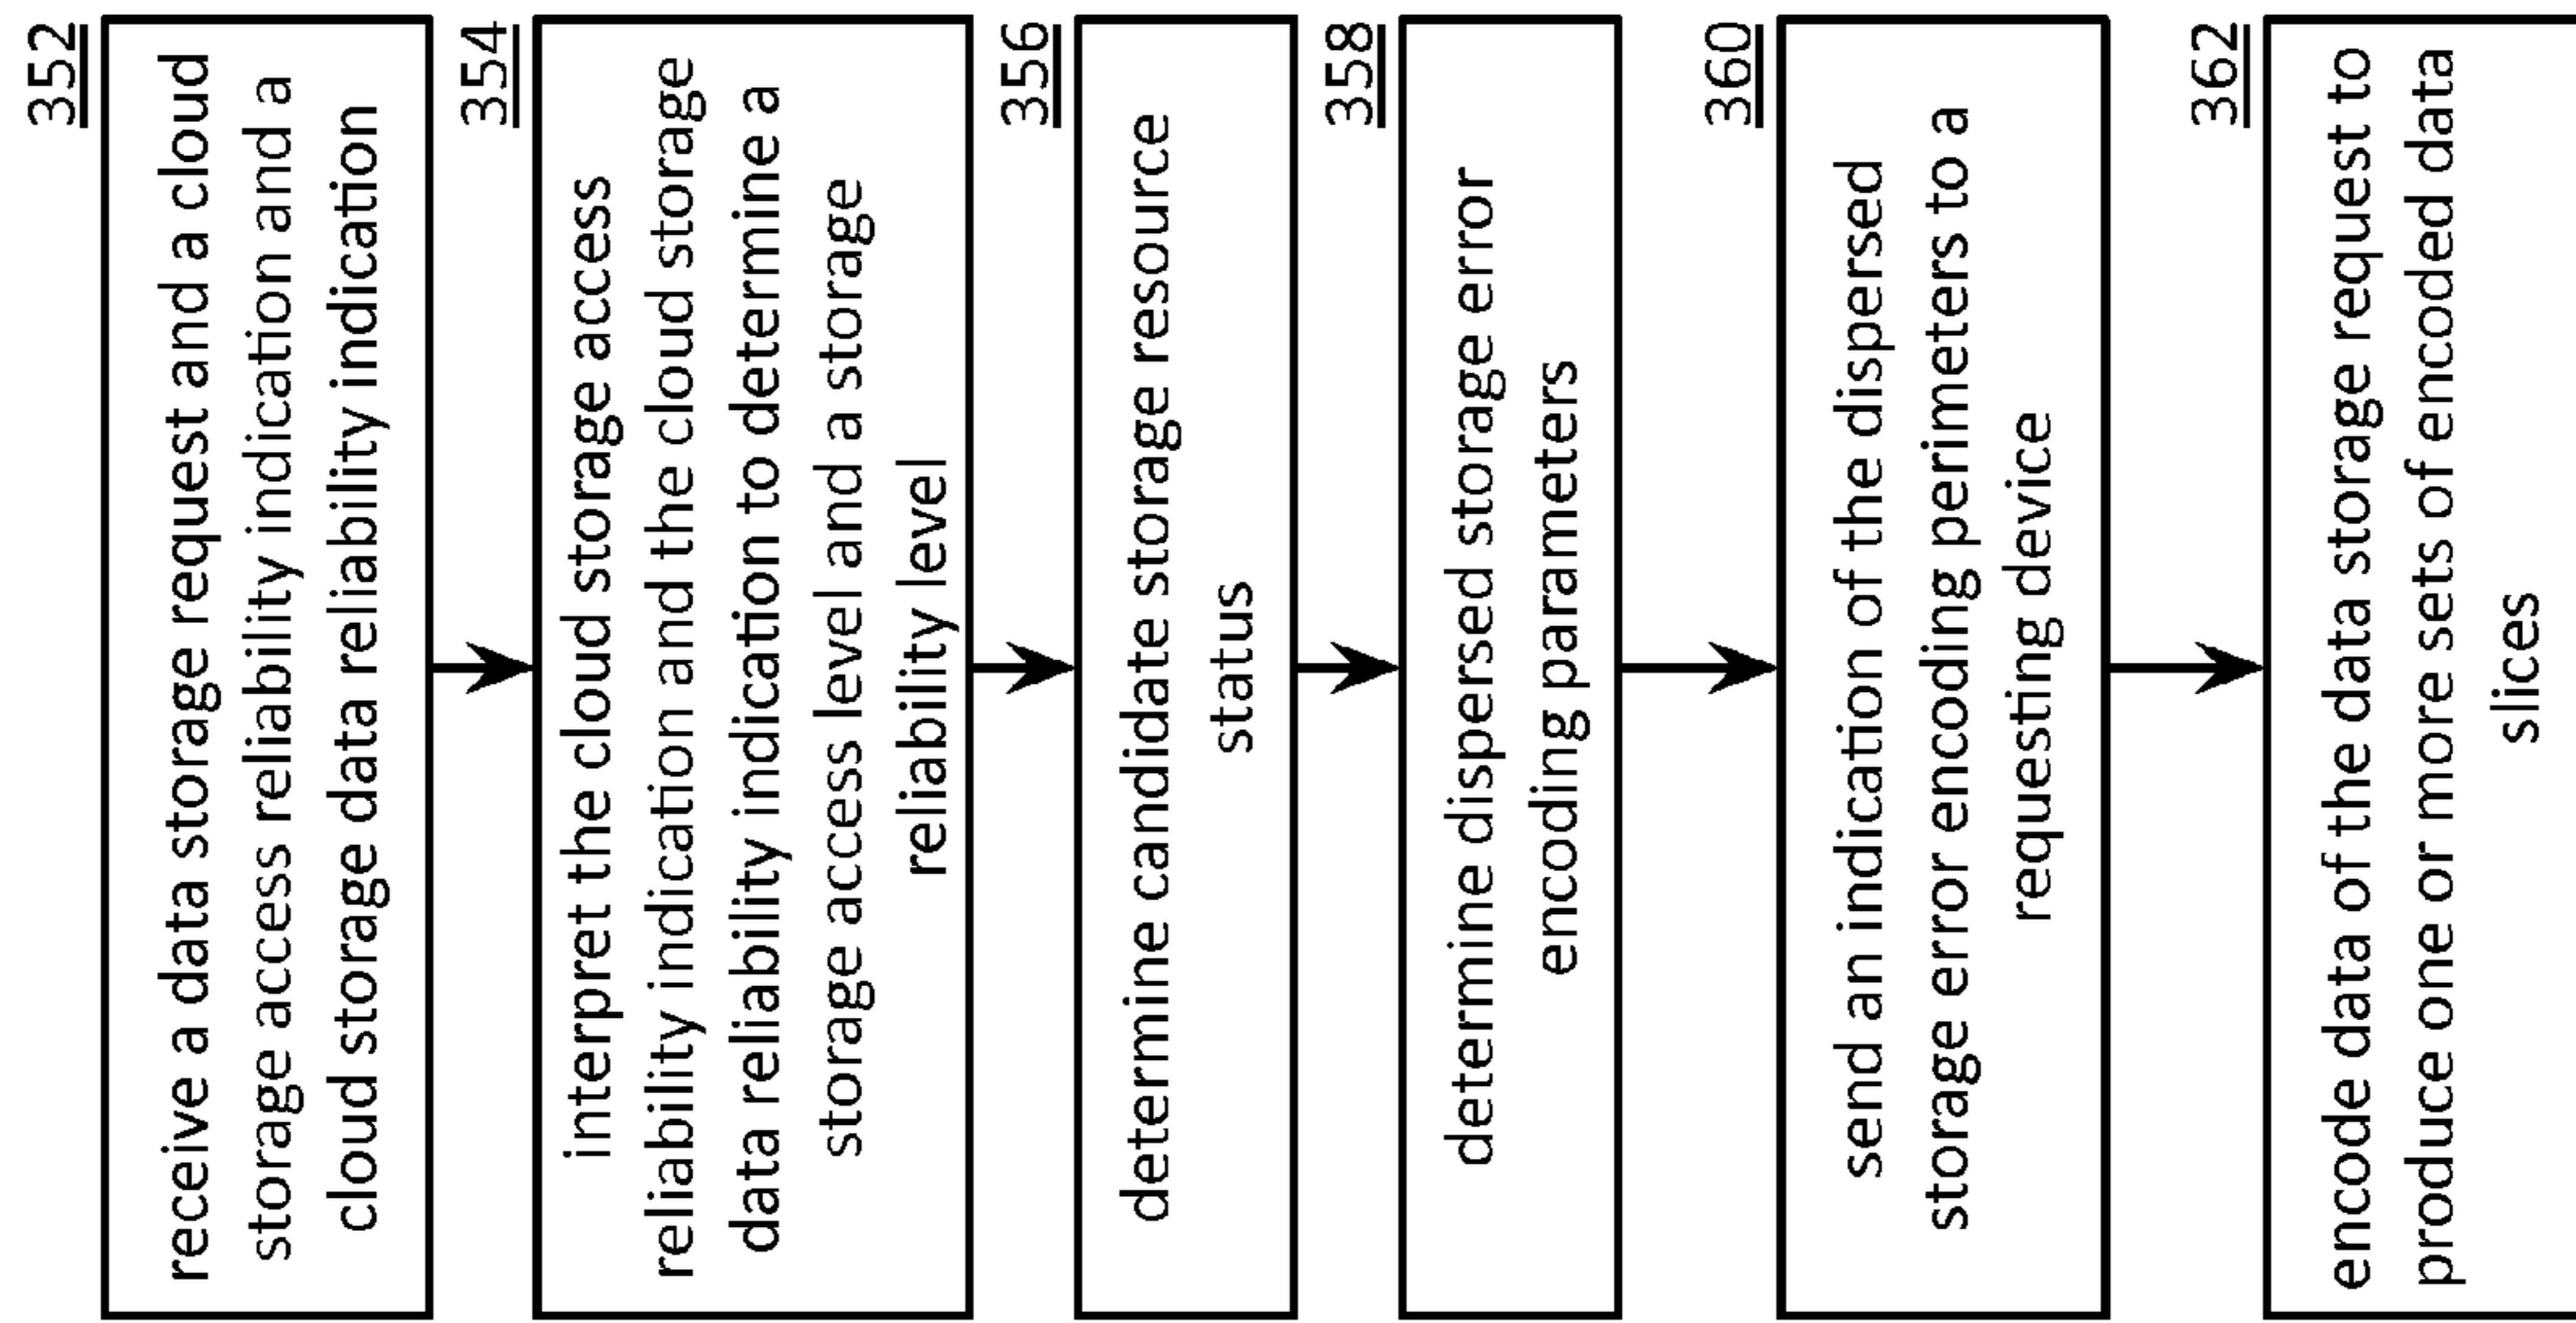 352
receive a data storage request and a cloud
storage access reliability indication and a
cloud storage data reliability indication
354
interpret the cloud storage access
reliability indication and the cloud storage
data reliability indication to determine a
storage access level and a storage
reliability level
356
determine candidate storage resource
status
358
determine dispersed storage error
encoding parameters
360
send an indication of the dispersed
storage error encoding perimeters to a
requesting device
362
encode data of the data storage request to
produce one or more sets of encoded data
slices